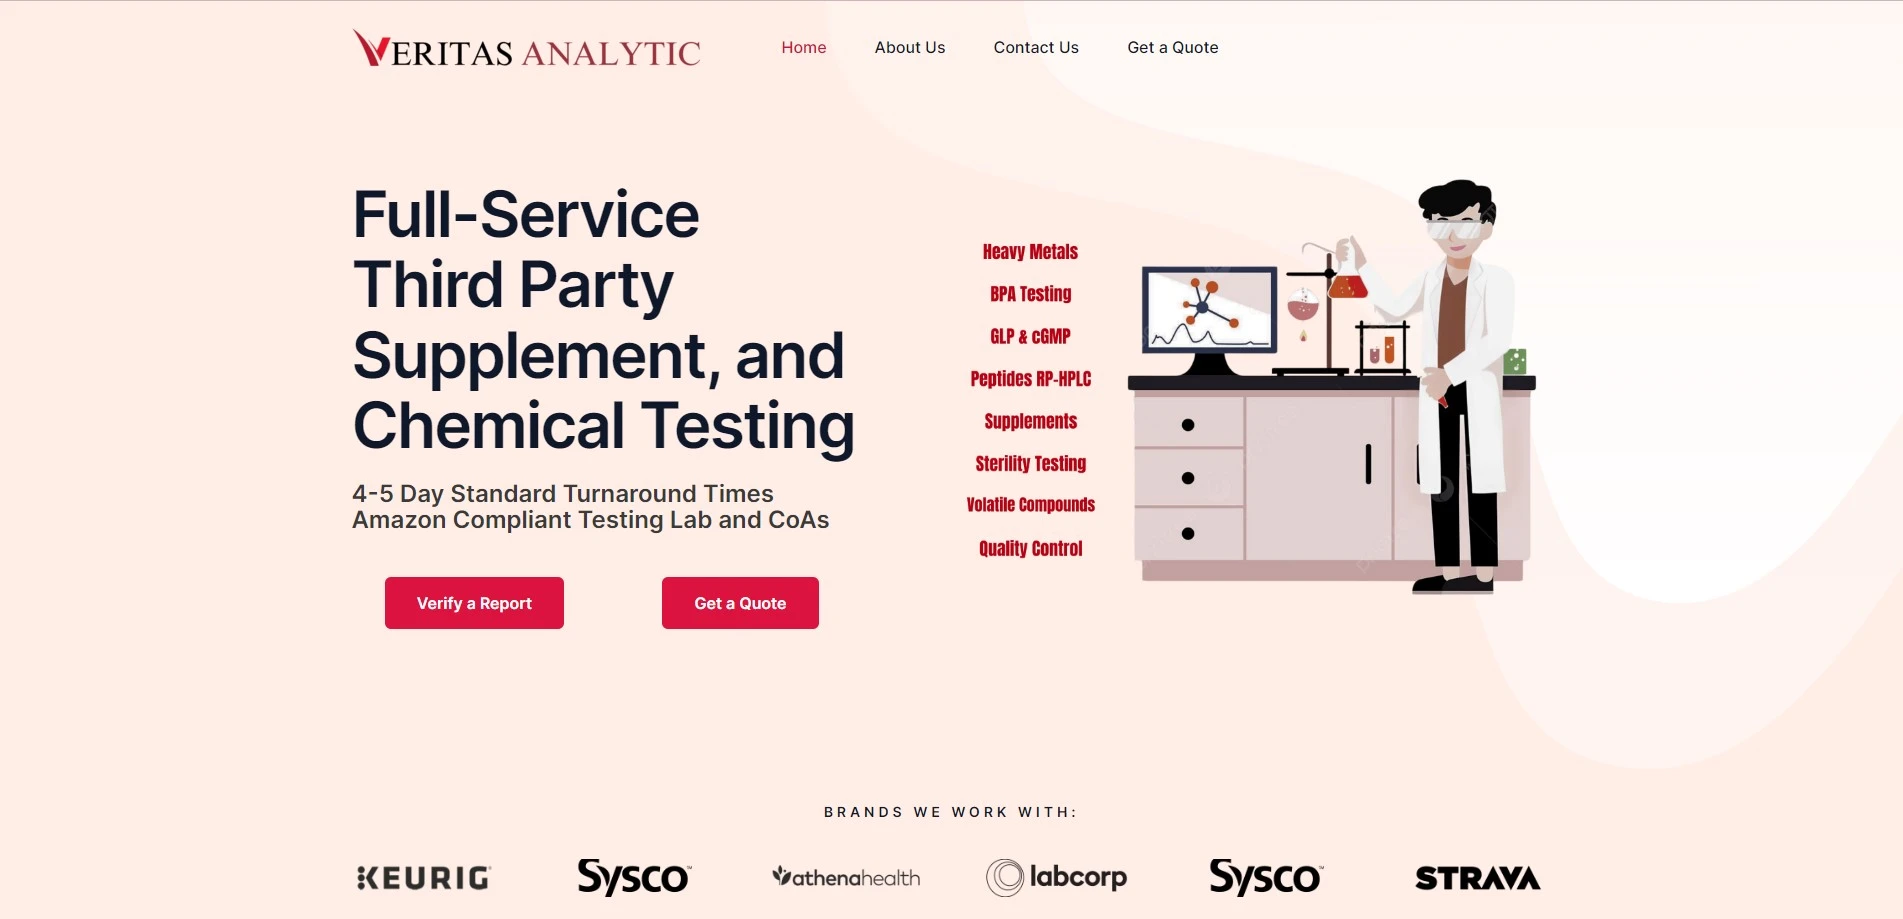 VERITAS ANALYTIC
Home
About Us
Contact Us
Get a Quote
Full-Service
Third Party
Supplement, and
Chemical Testing
4-5 Day Standard Turnaround Times
Amazon Compliant Testing Lab and CoAs
Verify a Report
Get a Quote
Heavy Metals
BPA Testing
GLP & cGMP
Peptides RP-HPLC
Supplements
Sterility Testing
Volatile Compounds
Quality Control
BRANDS WE WORK WITH:
KEURIG
Sysco™
athenahealth
labcorp
Sysco™
STRAVA